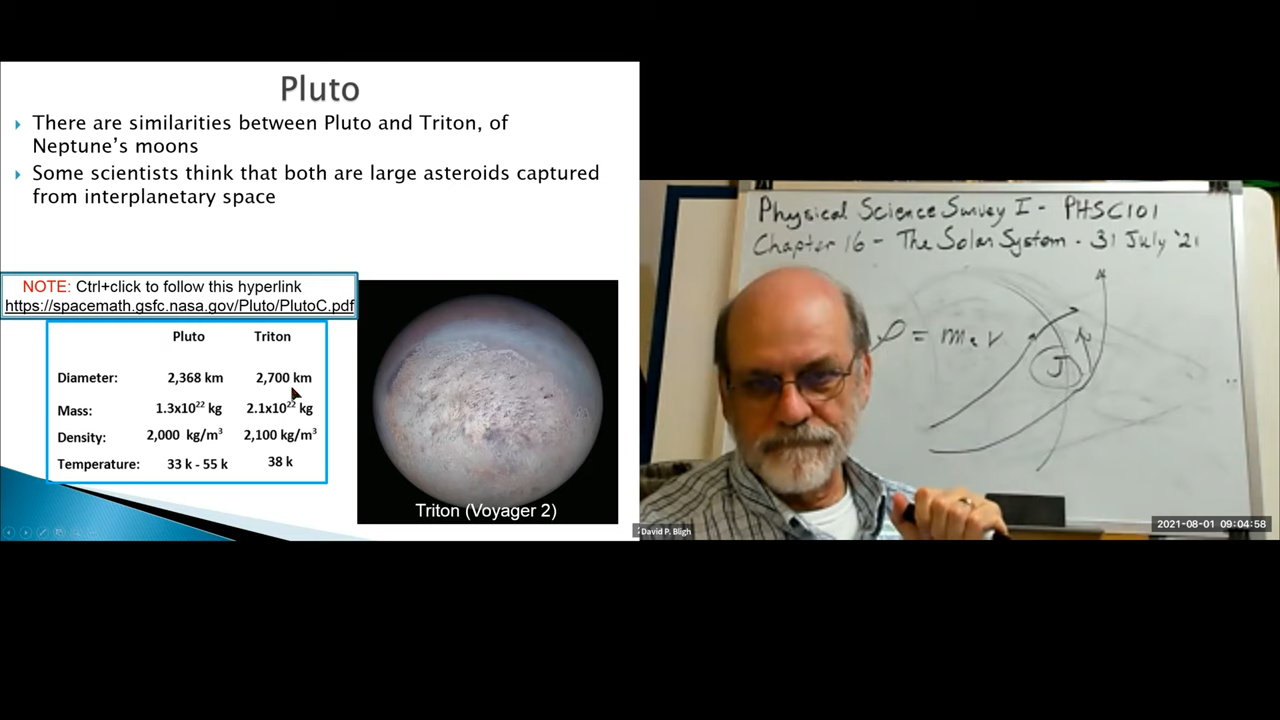 Pluto
There are similarities between Pluto and Triton, of
Neptune's moons
Some scientists think that both are large asteroids captured
from interplanetary space
NOTE: Ctrl+click to follow this hyperlink
https://spacemath.gsfc.nasa.gov/Pluto/PlutoC.pdf
Pluto Triton
Diameter: 2,368 km 2,700 km
Mass: 1.3x10²² kg 2.1x10²² kg
Density: 2,000 kg/m³ 2,100 kg/m³
Temperature: 33 k - 55 k 38 k
Triton (Voyager 2)
Physical Science Survey I - PHSC101
Chapter 16 - The Solar System - 31 July '21
= m v
J
David P. Bligh
2021-08-01 09:04:58